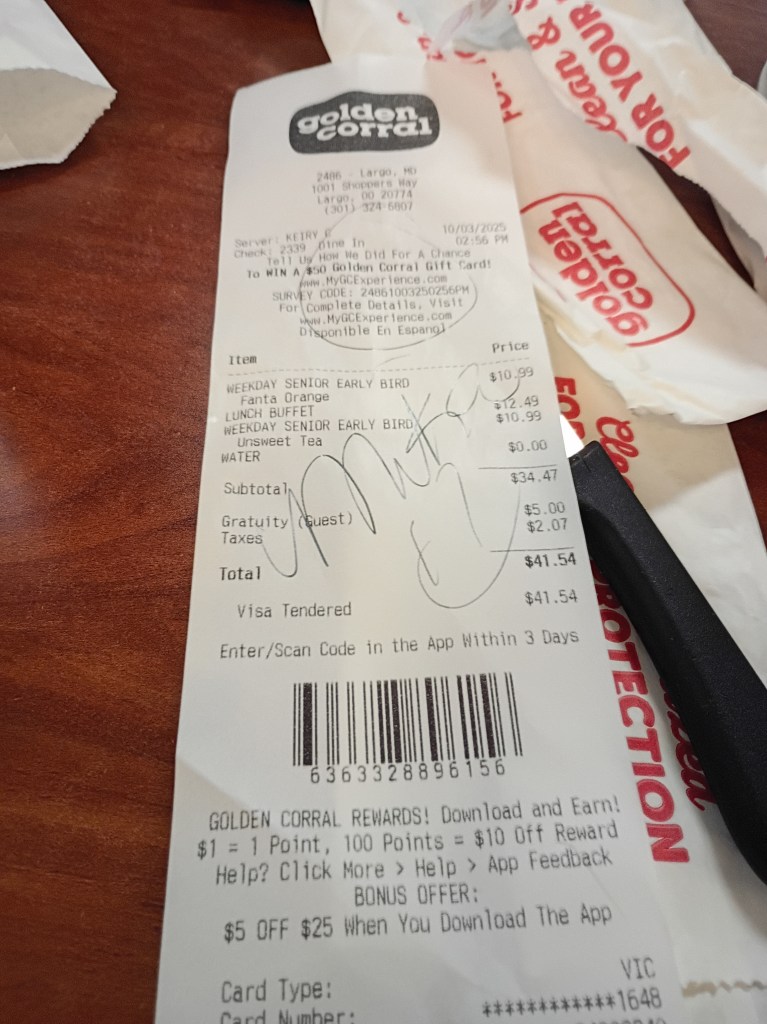 golden
corral
2486 - Largo, MD
1001 Shoppers Way
Largo, OO 20774
(301) 324-5807
Server: KEIRY 10/03/2025
Check: 2339 Dine In 02:56 PM
Tell Us How We Did For A Chance
To WIN A $50 Golden Corral Gift Card!
www.MyGCExperience.com
SURVEY CODE: 24861003250256PM
For Complete Details, Visit
www.MyGCExperience.com
Disponible En Espanol
Item Price
WEEKDAY SENIOR EARLY BIRD $10.99
Fanta Orange
LUNCH BUFFET $12.49
WEEKDAY SENIOR EARLY BIRD $10.99
Unsweet Tea
WATER $0.00
Subtotal $34.47
Gratuity (Guest) $5.00
Taxes $2.07
Total $41.54
Visa Tendered $41.54
Enter/Scan Code in the App Within 3 Days
6363328896156
GOLDEN CORRAL REWARDS! Download and Earn!
$1 = 1 Point, 100 Points = $10 Off Reward
Help? Click More > Help > App Feedback
BONUS OFFER:
$5 OFF $25 When You Download The App
Card Type: VIC
Card Number: ************1648
&
FOR YOUR
golden
corral
PROTECTION